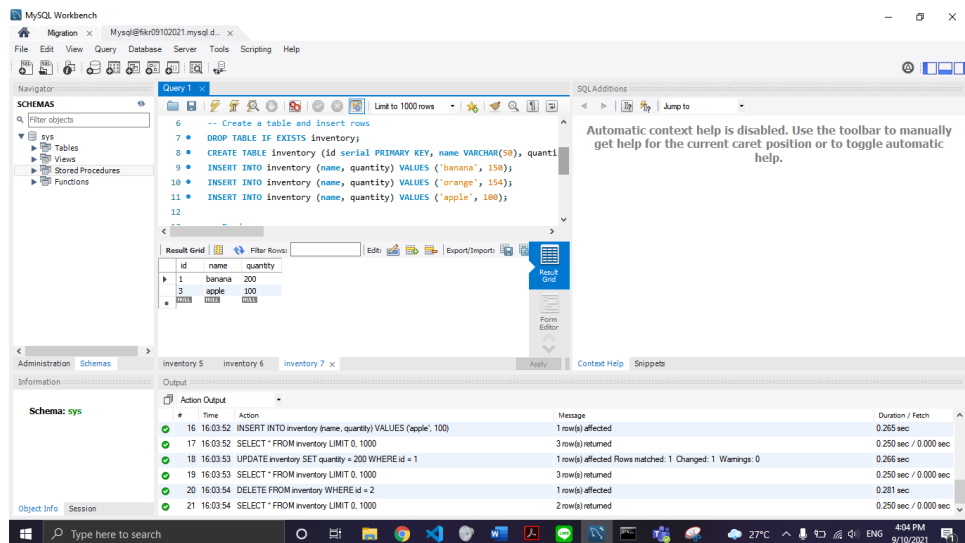 MySQL Workbench
Migration Mysql@fikr09102021.mysql.d...
File Edit View Query Database Server Tools Scripting Help
Navigator
SCHEMAS
Filter objects
sys
Tables
Views
Stored Procedures
Functions
Administration Schemas
Information
Schema: sys
Object Info Session
Query 1
Limit to 1000 rows
6 -- Create a table and insert rows
7 DROP TABLE IF EXISTS inventory;
8 CREATE TABLE inventory (id serial PRIMARY KEY, name VARCHAR(50), quanti
9 INSERT INTO inventory (name, quantity) VALUES ('banana', 150);
10 INSERT INTO inventory (name, quantity) VALUES ('orange', 154);
11 INSERT INTO inventory (name, quantity) VALUES ('apple', 100);
12
Result Grid Filter Rows: Edit: Export/Import:
id name quantity
1 banana 200
3 apple 100
NULL NULL NULL
Result Grid
Form Editor
inventory 5 inventory 6 inventory 7 Apply
SQLAdditions
Jump to
Automatic context help is disabled. Use the toolbar to manually
get help for the current caret position or to toggle automatic
help.
Context Help Snippets
Output
Action Output
# Time Action Message Duration / Fetch
16 16:03:52 INSERT INTO inventory (name, quantity) VALUES ('apple', 100) 1 row(s) affected 0.265 sec
17 16:03:52 SELECT * FROM inventory LIMIT 0, 1000 3 row(s) returned 0.250 sec / 0.000 sec
18 16:03:53 UPDATE inventory SET quantity = 200 WHERE id = 1 1 row(s) affected Rows matched: 1 Changed: 1 Warnings: 0 0.266 sec
19 16:03:53 SELECT * FROM inventory LIMIT 0, 1000 3 row(s) returned 0.250 sec / 0.000 sec
20 16:03:54 DELETE FROM inventory WHERE id = 2 1 row(s) affected 0.281 sec
21 16:03:54 SELECT * FROM inventory LIMIT 0, 1000 2 row(s) returned 0.250 sec / 0.000 sec
Type here to search
27°C ENG 4:04 PM
9/10/2021